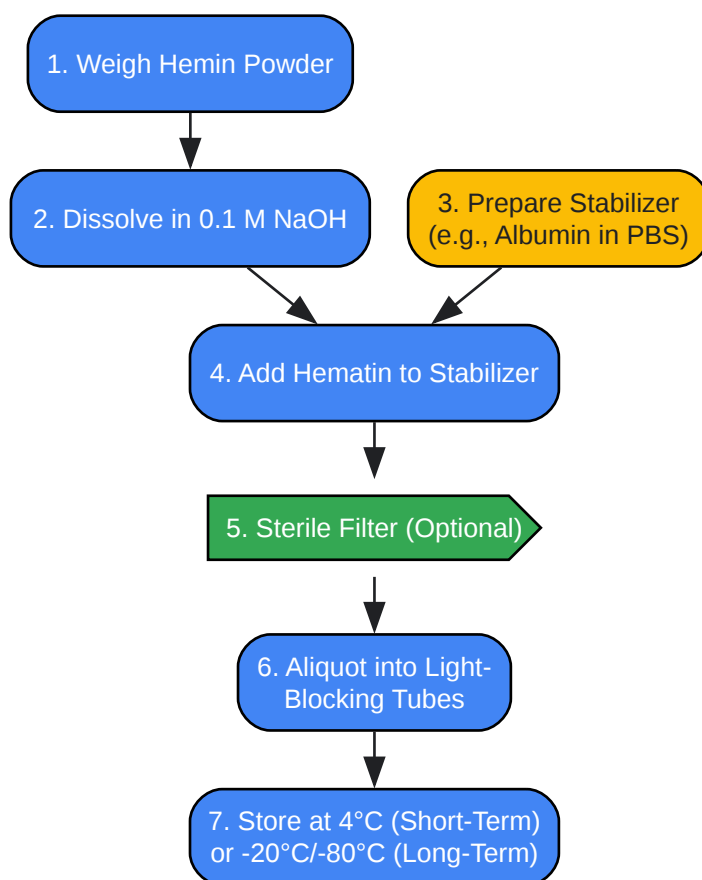 1. Weigh Hemin Powder
2. Dissolve in 0.1 M NaOH
3. Prepare Stabilizer
(e.g., Albumin in PBS)
4. Add Hematin to Stabilizer
5. Sterile Filter (Optional)
6. Aliquot into Light-
Blocking Tubes
7. Store at 4°C (Short-Term)
or -20°C/-80°C (Long-Term)